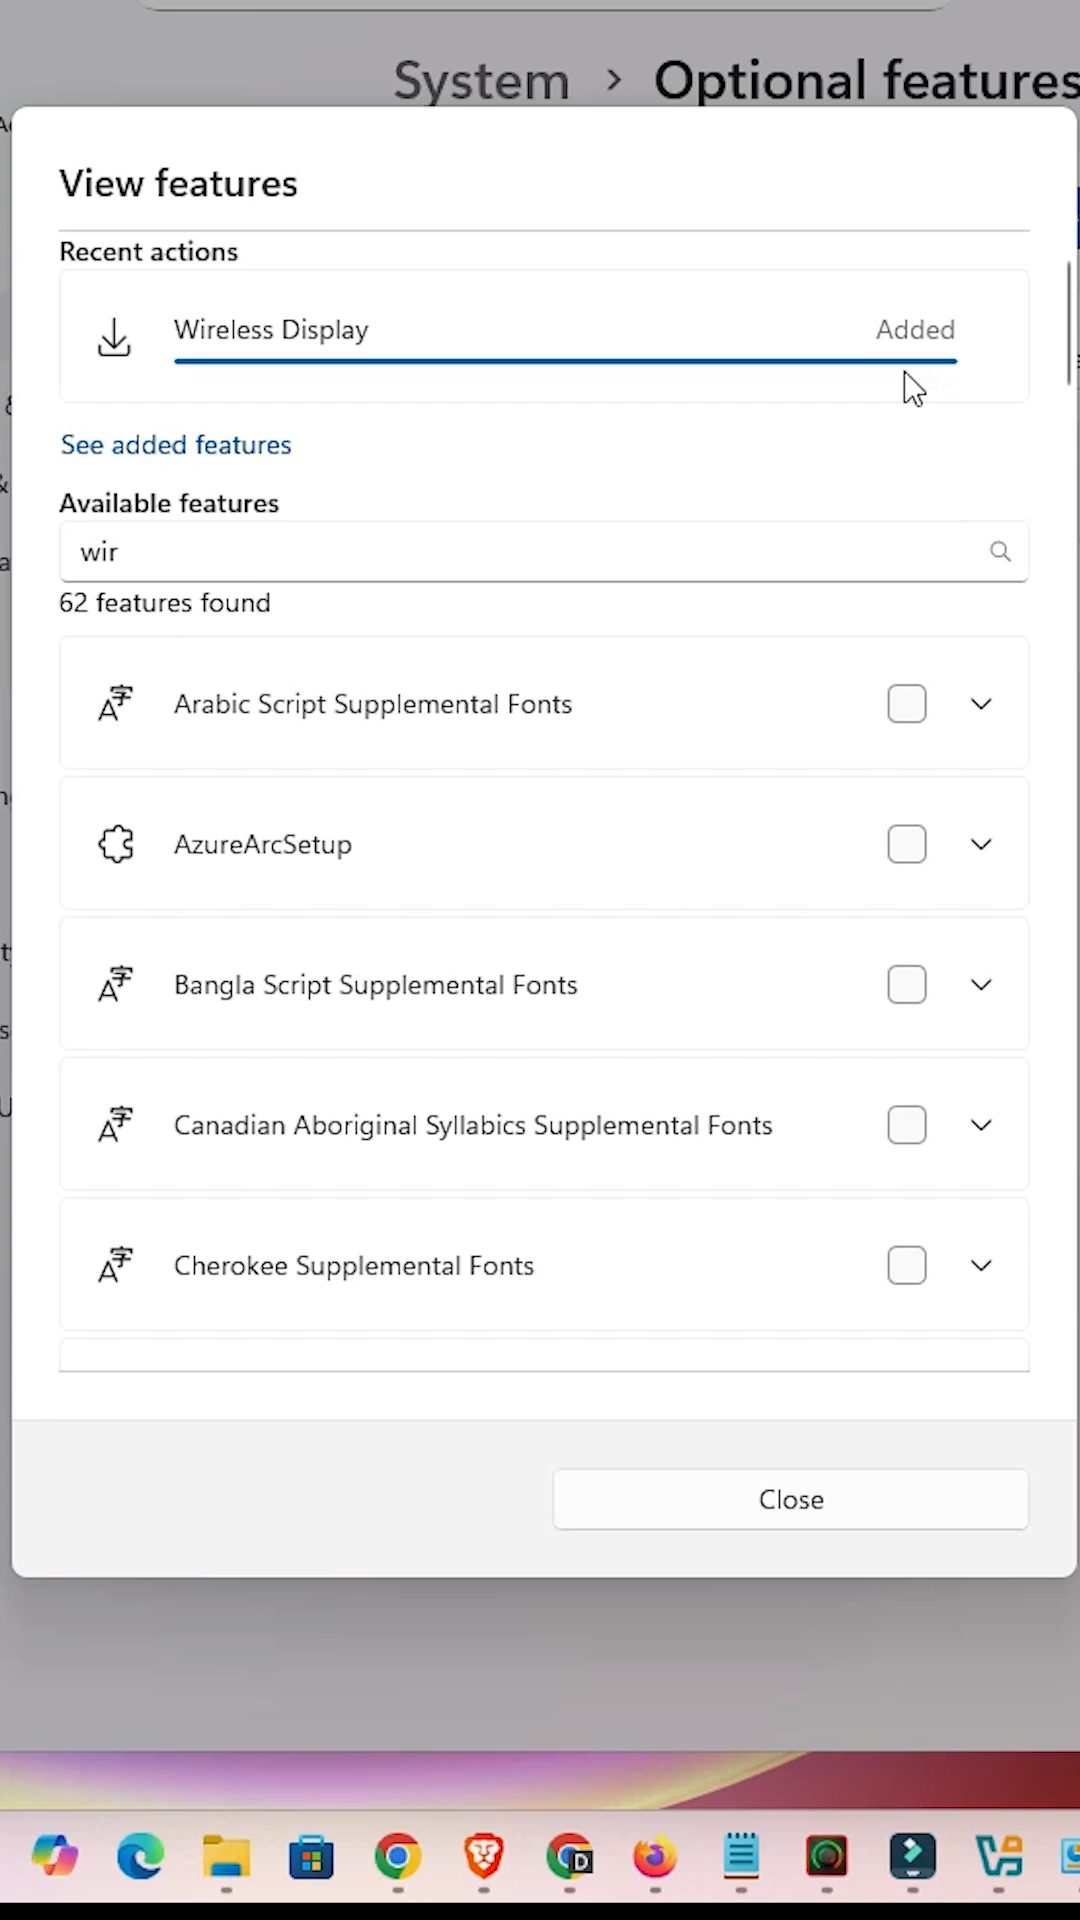 System > Optional features
View features
Recent actions
Wireless Display
Added
See added features
Available features
wir
62 features found
Arabic Script Supplemental Fonts
AzureArcSetup
Bangla Script Supplemental Fonts
Canadian Aboriginal Syllabics Supplemental Fonts
Cherokee Supplemental Fonts
Close